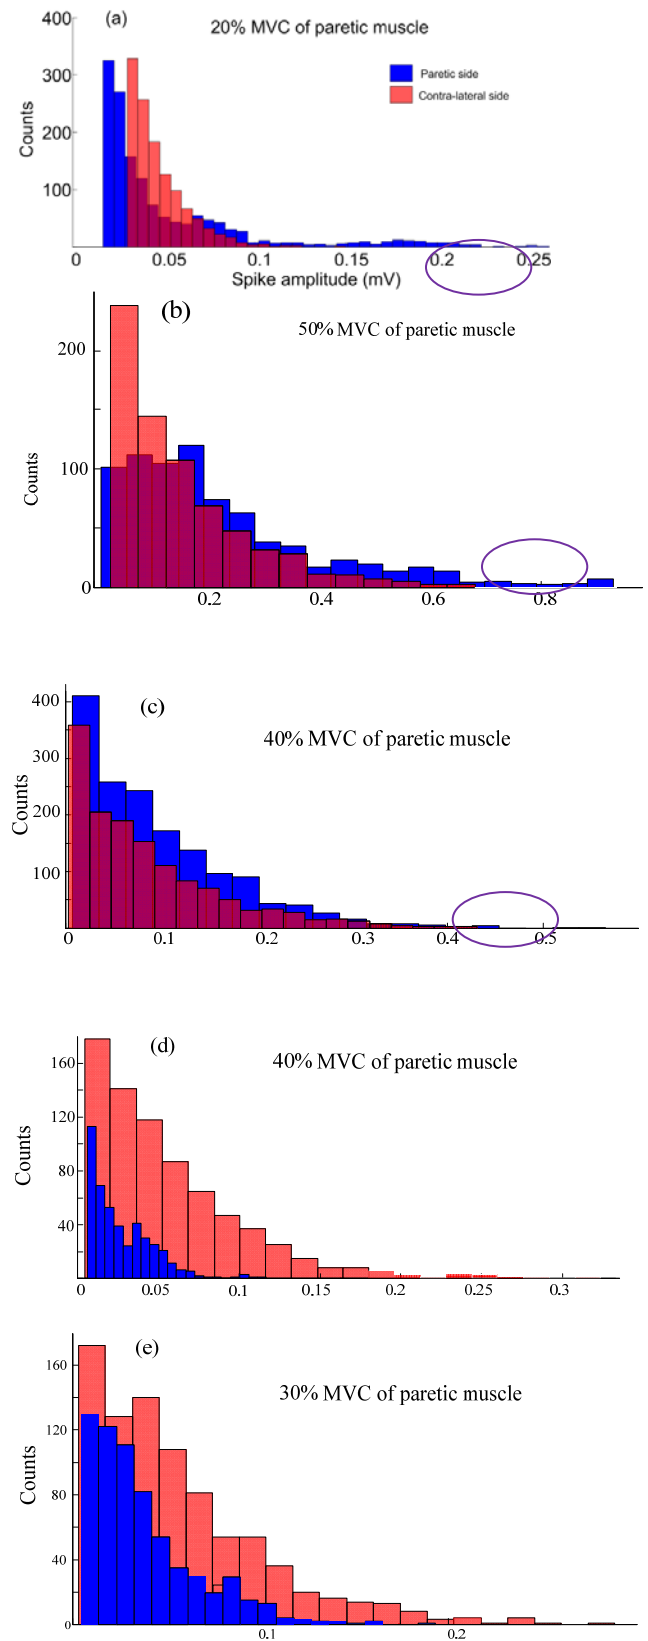 (a)
20% MVC of paretic muscle
400
300
200
100
Counts
Paretic side
Contra-lateral side
0 0.05 0.1 0.15 0.2 0.25
Spike amplitude (mV)
(b)
50% MVC of paretic muscle
200
100
0
Counts
0.2 0.4 0.6 0.8
(c)
40% MVC of paretic muscle
400
300
200
100
Counts
0 0.1 0.2 0.3 0.4 0.5
(d)
40% MVC of paretic muscle
160
120
80
40
Counts
0 0.05 0.1 0.15 0.2 0.25 0.3
(e)
30% MVC of paretic muscle
160
120
80
40
0
Counts
0.1 0.2